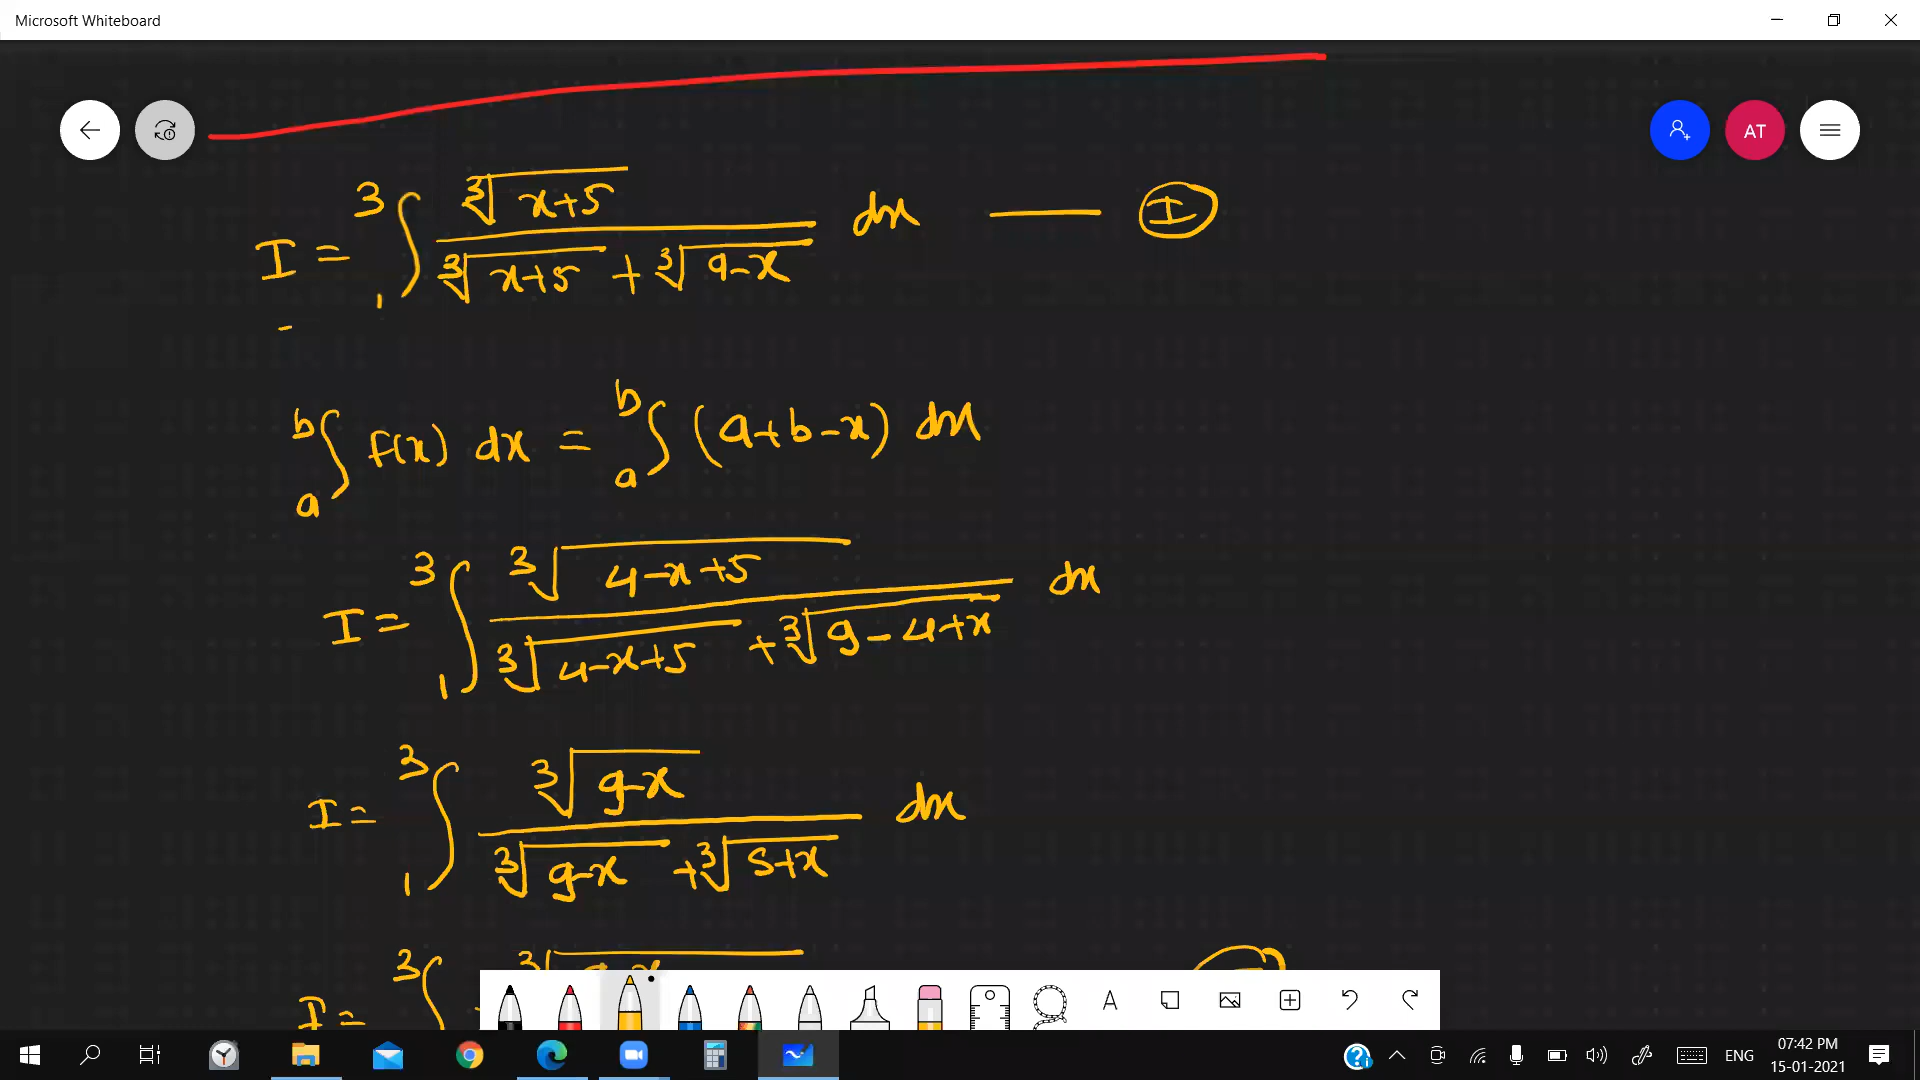 Microsoft Whiteboard
AT
I = ∫₁³ ∛(x+5) / (∛(x+5) + ∛(9-x)) dx —— (I)
-
∫ₐᵇ f(x) dx = ∫ₐᵇ (a+b-x) dx
I = ∫₁³ ∛(4-x+5) / (∛(4-x+5) + ∛(9-4+x)) dx
I = ∫₁³ ∛(9-x) / (∛(9-x) + ∛(5+x)) dx
I = ³∫ ∛
A
ENG
07:42 PM
15-01-2021